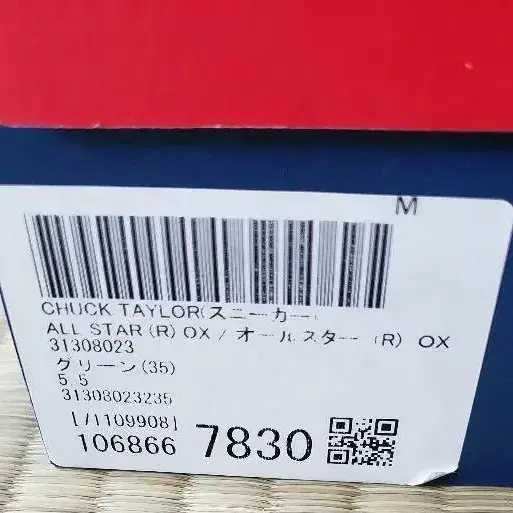 M
CHUCK TAYLOR(スニーカー(
ALL STAR(R)OX / オールスター (R) OX
31308023
グリーン(35)
5.5
31308023235
[/1109908]
106866 7830